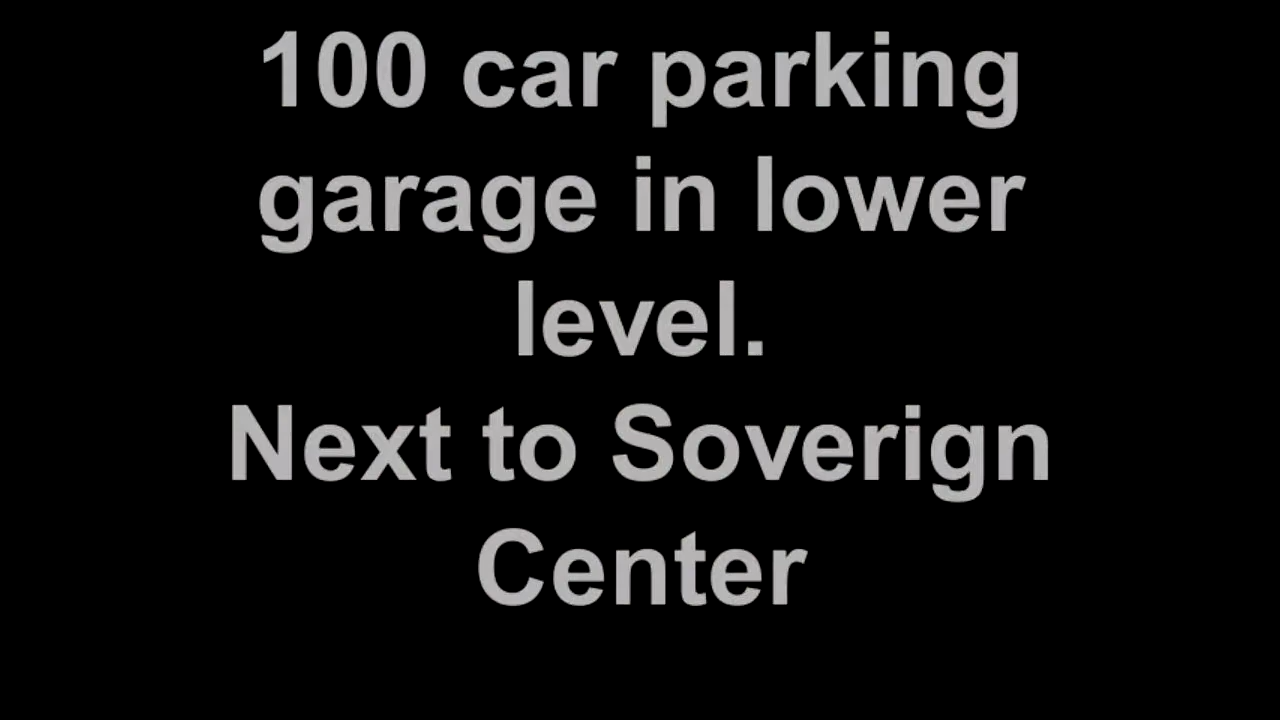 100 car parking
garage in lower
level.
Next to Soverign
Center